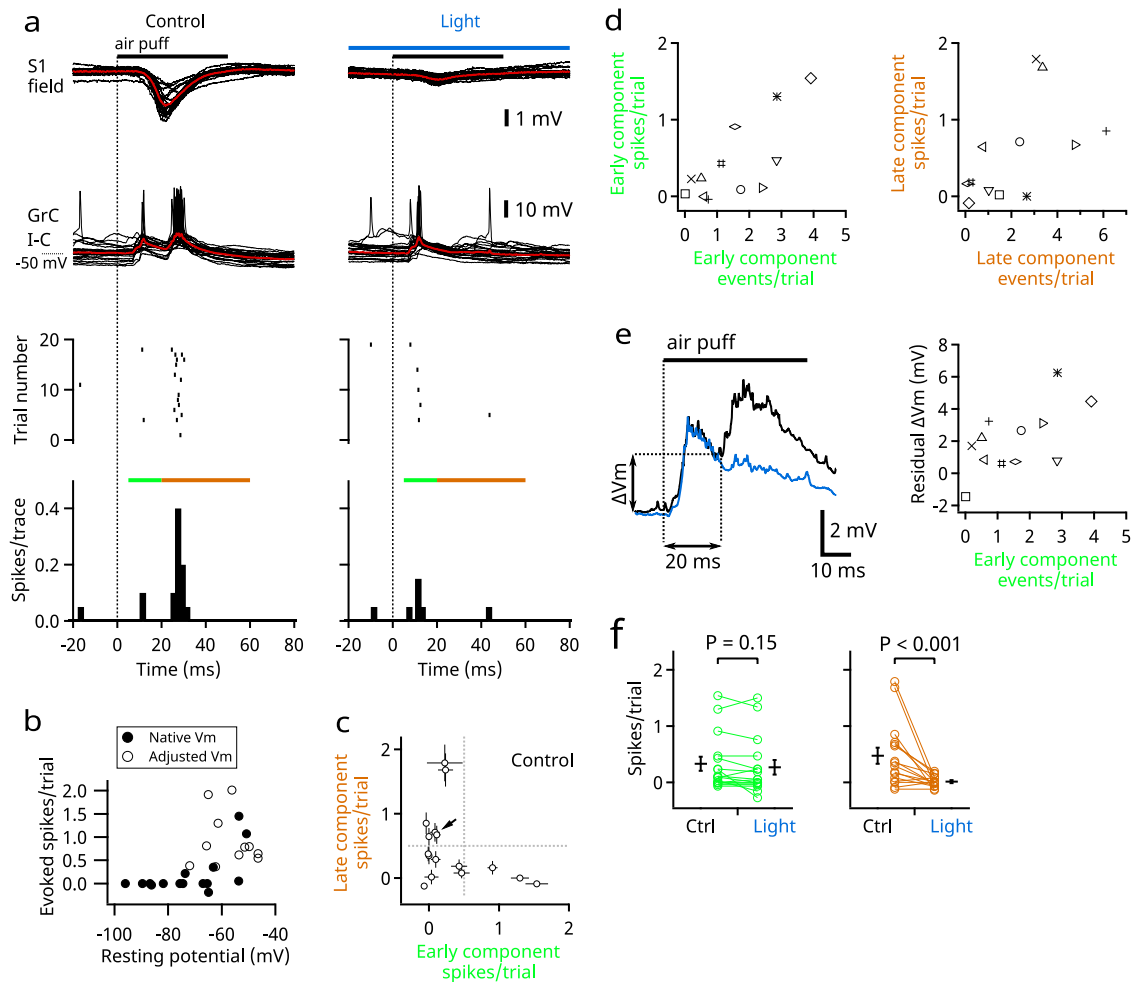 a
Control
Light
air puff
S1
field
1 mV
GrC
I-C
-50 mV
10 mV
Trial number
20
10
0
Spikes/trace
0.4
0.2
0.0
-20 0 20 40 60 80
Time (ms)
-20 0 20 40 60 80
Time (ms)
b
Native Vm
Adjusted Vm
Evoked spikes/trial
2.0
1.5
1.0
0.5
0.0
-100 -80 -60 -40
Resting potential (mV)
c
Control
Late component
spikes/trial
2
1
0
0 1 2
Early component
spikes/trial
d
Early component
spikes/trial
2
1
0
0 1 2 3 4 5
Early component
events/trial
Late component
spikes/trial
2
1
0
0 2 4 6
Late component
events/trial
e
air puff
ΔVm
20 ms
2 mV
10 ms
Residual ΔVm (mV)
8
6
4
2
0
-2
0 1 2 3 4 5
Early component
events/trial
f
P = 0.15
P < 0.001
Spikes/trial
2
1
0
Ctrl Light
Ctrl Light